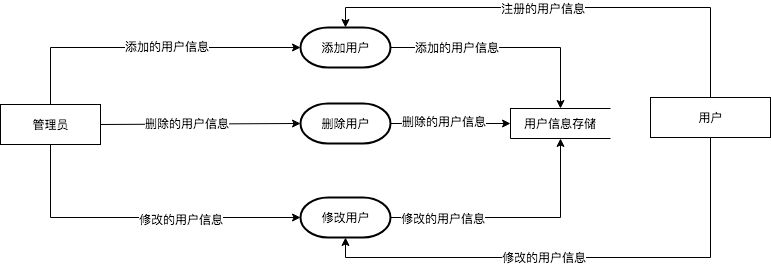 注册的用户信息
添加的用户信息
添加用户
添加的用户信息
管理员
删除的用户信息
删除用户
删除的用户信息
用户信息存储
用户
修改的用户信息
修改用户
修改的用户信息
修改的用户信息